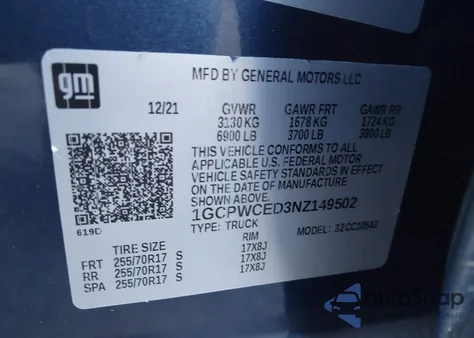 gm
MFD BY GENERAL MOTORS LLC
12/21 GVWR GAWR FRT GAWR RR
3130 KG 1678 KG 1724 KG
6900 LB 3700 LB 3800 LB
THIS VEHICLE CONFORMS TO ALL
APPLICABLE U.S. FEDERAL MOTOR
VEHICLE SAFETY STANDARDS IN
EFFECT ON THE DATE OF MANUFACTURE
SHOWN ABOVE.
1GCPWCED3NZ149502
619D TYPE: TRUCK MODEL: 32CC10543
TIRE SIZE RIM
FRT 255/70R17 S 17X8J
RR 255/70R17 S 17X8J
SPA 255/70R17 S 17X8J
AutoSnap